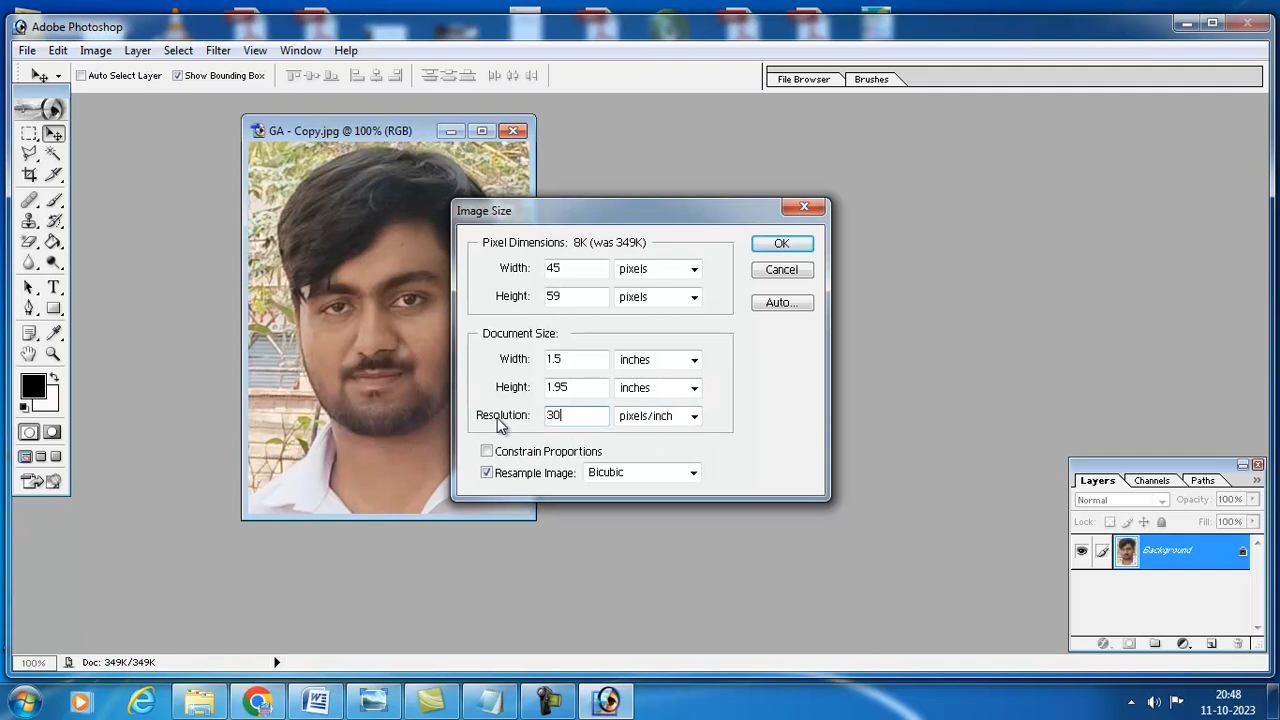 Adobe Photoshop
File Edit Image Layer Select Filter View Window Help
Auto Select Layer Show Bounding Box File Browser Brushes
GA - Copy.jpg @ 100% (RGB)
Image Size
Pixel Dimensions: 8K (was 349K)
Width: 45 pixels
Height: 59 pixels
OK
Cancel
Auto...
Document Size:
Width: 1.5 inches
Height: 1.95 inches
Resolution: 30 pixels/inch
Constrain Proportions
Resample Image: Bicubic
Layers Channels Paths
Normal Opacity: 100%
Lock: Fill: 100%
Background
100% Doc: 349K/349K
20:48
11-10-2023